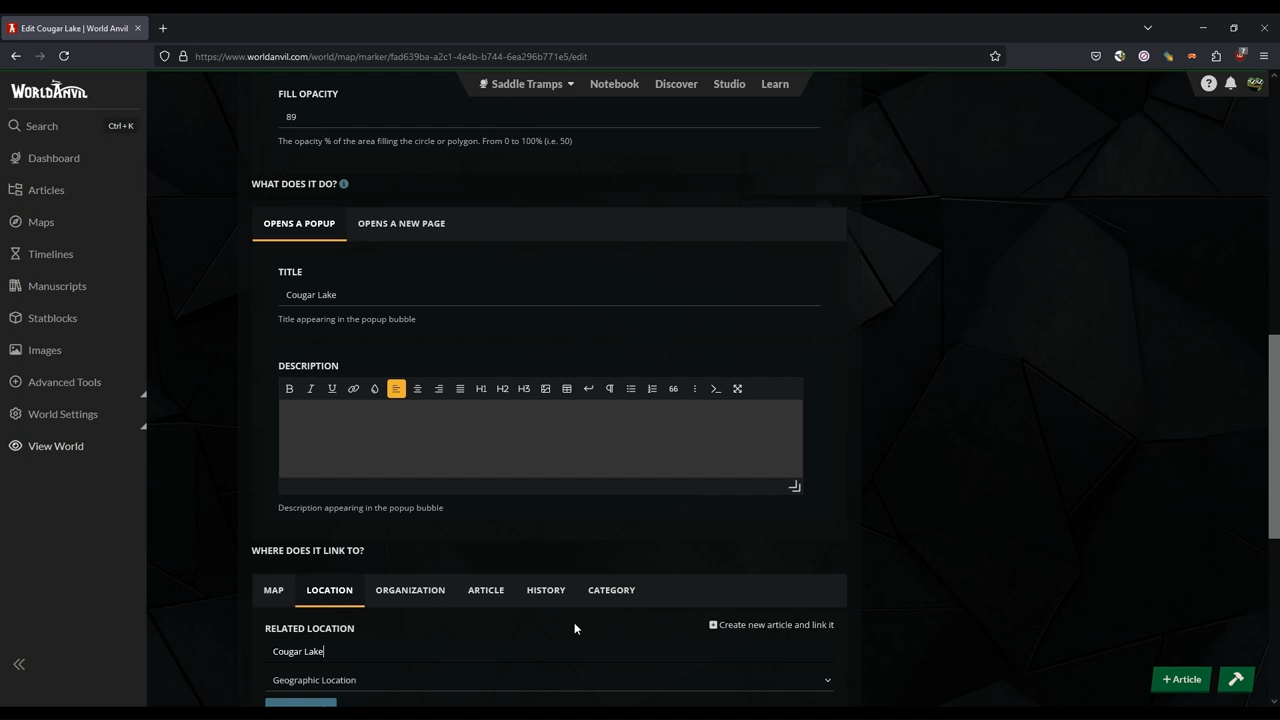 Edit Cougar Lake | World Anvil
https://www.worldanvil.com/world/map/marker/fad639ba-a2c1-4e4b-b744-6ea296b771e5/edit
7
WORLDANVIL
Saddle Tramps
Notebook
Discover
Studio
Learn
Search
Ctrl+K
Dashboard
Articles
Maps
Timelines
Manuscripts
Statblocks
Images
Advanced Tools
World Settings
View World
FILL OPACITY
89
The opacity % of the area filling the circle or polygon. From 0 to 100% (i.e. 50)
WHAT DOES IT DO?
OPENS A POPUP
OPENS A NEW PAGE
TITLE
Cougar Lake
Title appearing in the popup bubble
DESCRIPTION
B I U H1 H2 H3 66
Description appearing in the popup bubble
WHERE DOES IT LINK TO?
MAP
LOCATION
ORGANIZATION
ARTICLE
HISTORY
CATEGORY
RELATED LOCATION
Create new article and link it
Cougar Lake
Geographic Location
+ Article